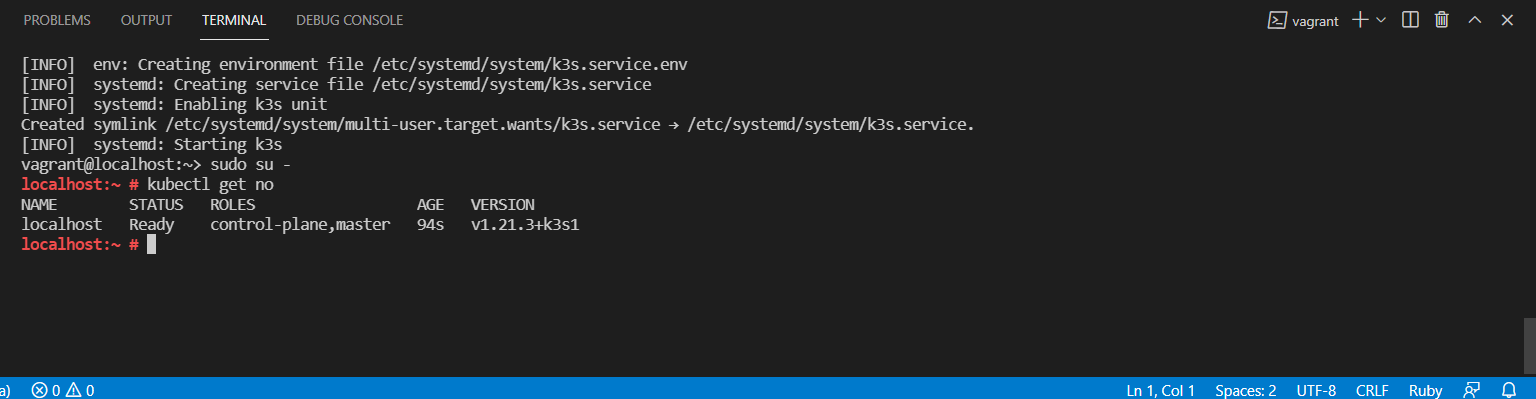 PROBLEMS OUTPUT TERMINAL DEBUG CONSOLE vagrant
[INFO]  env: Creating environment file /etc/systemd/system/k3s.service.env
[INFO]  systemd: Creating service file /etc/systemd/system/k3s.service
[INFO]  systemd: Enabling k3s unit
Created symlink /etc/systemd/system/multi-user.target.wants/k3s.service → /etc/systemd/system/k3s.service.
[INFO]  systemd: Starting k3s
vagrant@localhost:~> sudo su -
localhost:~ # kubectl get no
NAME        STATUS   ROLES                  AGE   VERSION
localhost   Ready    control-plane,master   94s   v1.21.3+k3s1
localhost:~ #
a) 0 0 Ln 1, Col 1 Spaces: 2 UTF-8 CRLF Ruby